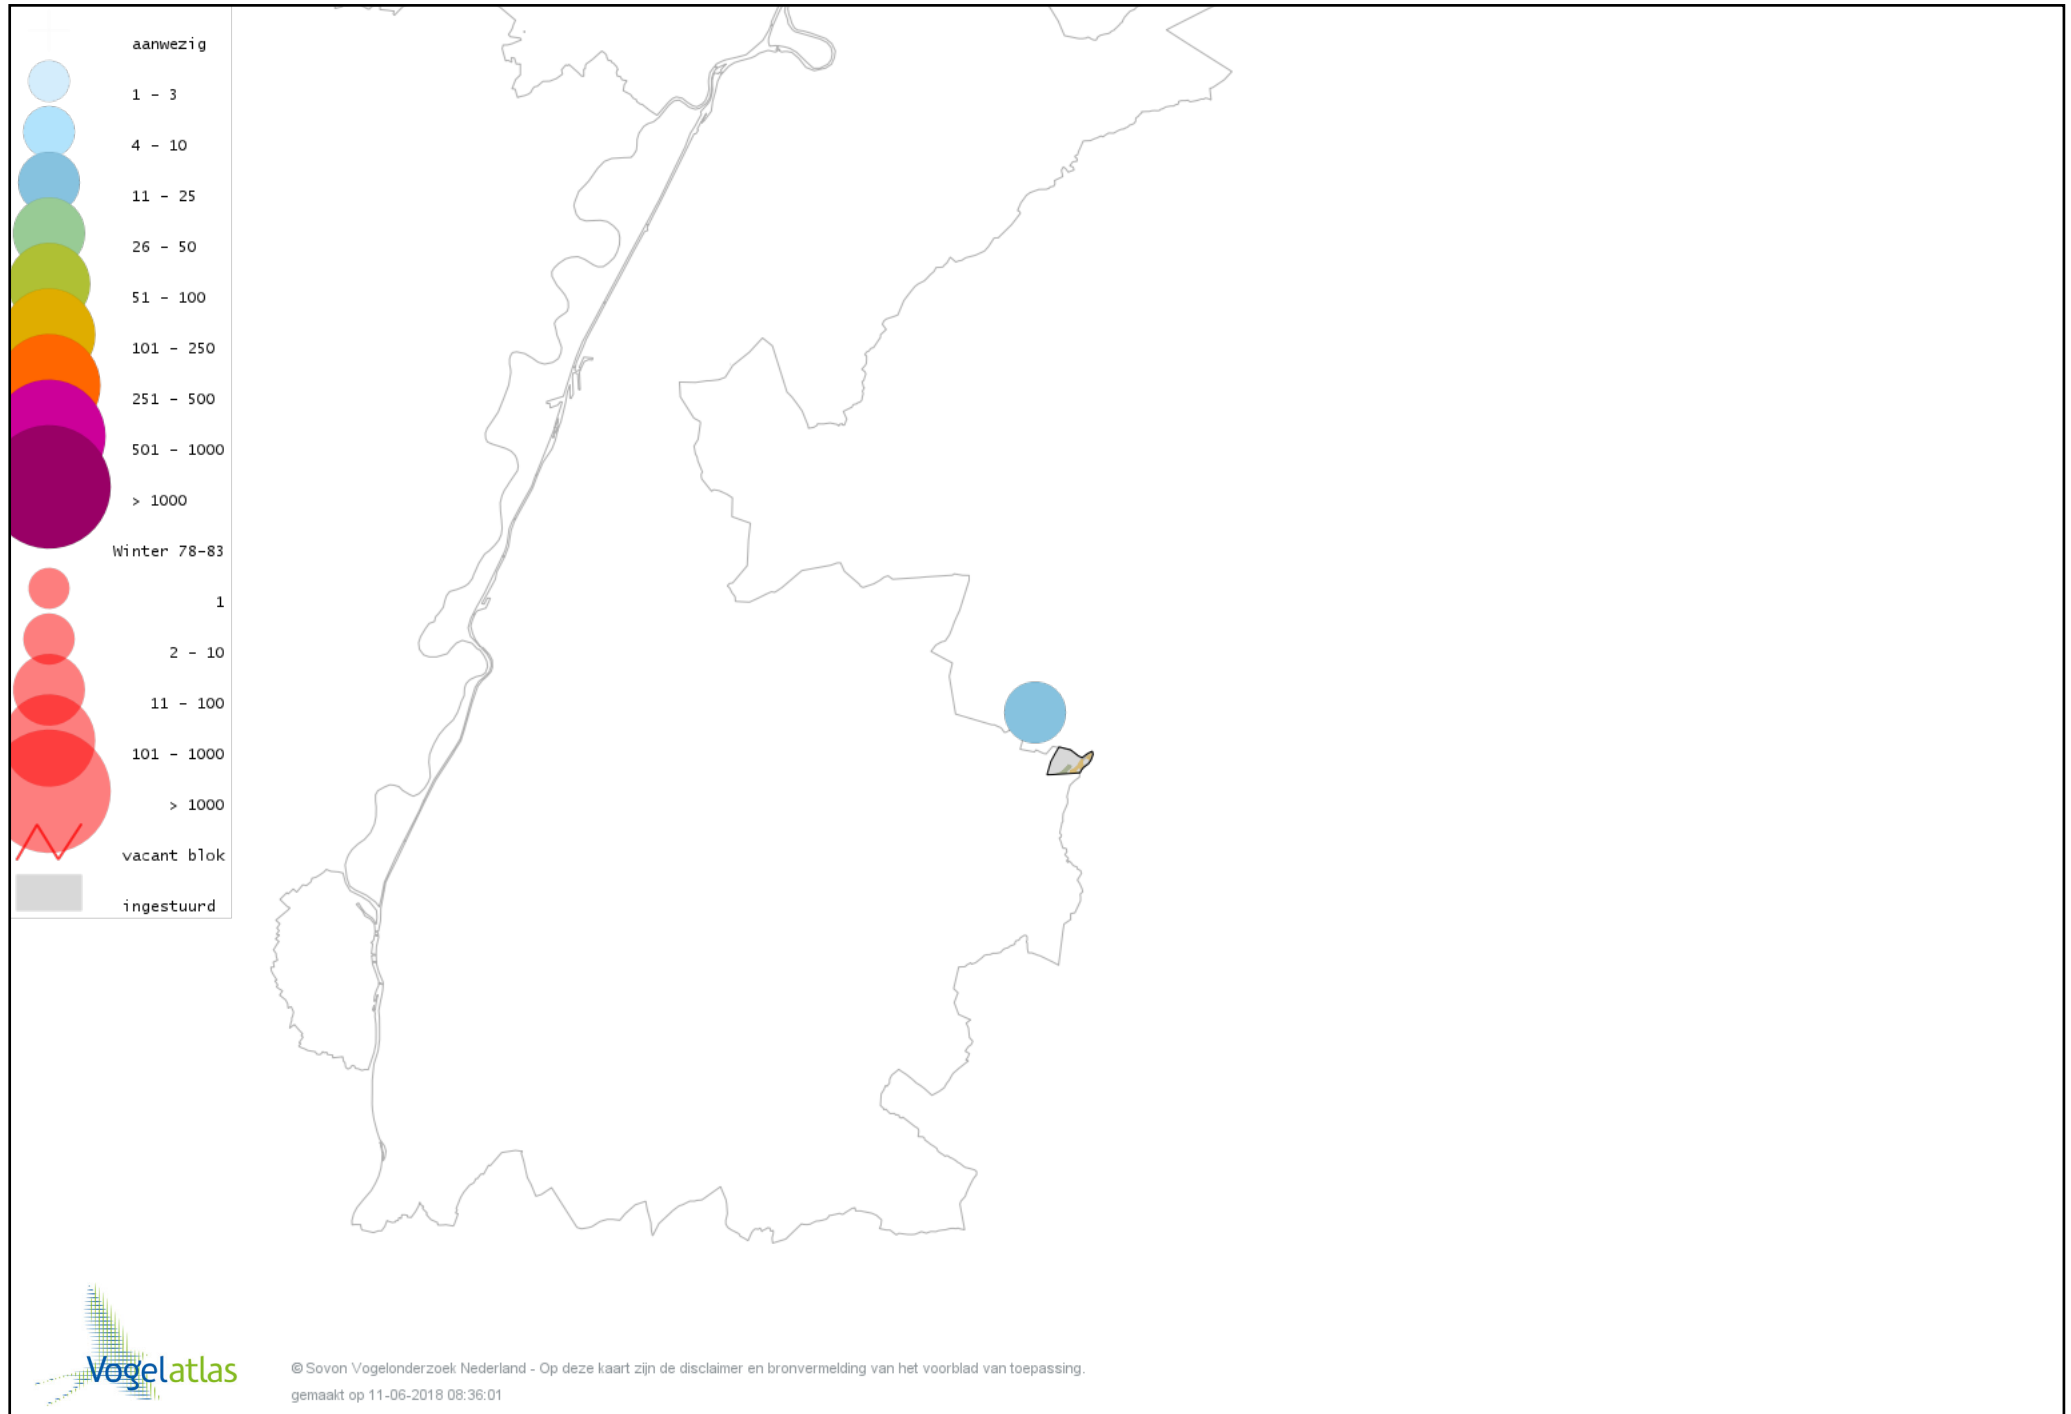 aanwezig
1 - 3
4 - 10
11 - 25
26 - 50
51 - 100
101 - 250
251 - 500
501 - 1000
> 1000
Winter 78-83
1
2 - 10
11 - 100
101 - 1000
> 1000
vacant blok
ingestuurd
Vogelatlas
© Sovon Vogelonderzoek Nederland - Op deze kaart zijn de disclaimer en bronvermelding van het voorblad van toepassing.
gemaakt op 11-06-2018 08:36:01